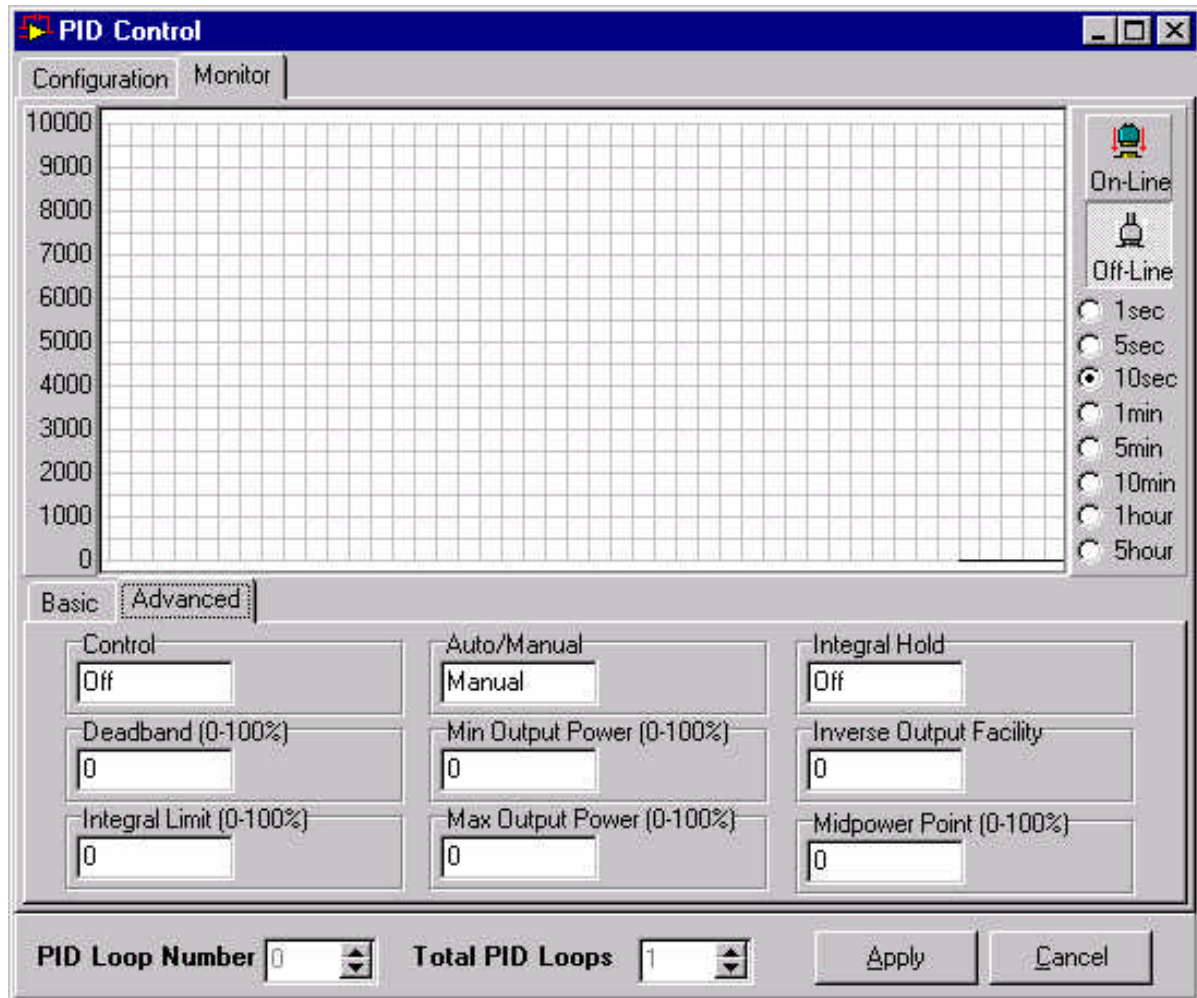 PID Control
Configuration Monitor
10000
9000
8000
7000
6000
5000
4000
3000
2000
1000
0
On-Line
Off-Line
1sec
5sec
10sec
1min
5min
10min
1hour
5hour
Basic Advanced
Control
Off
Auto/Manual
Manual
Integral Hold
Off
Deadband (0-100%)
0
Min Output Power (0-100%)
0
Inverse Output Facility
0
Integral Limit (0-100%)
0
Max Output Power (0-100%)
0
Midpower Point (0-100%)
0
PID Loop Number 0 Total PID Loops 1 Apply Cancel